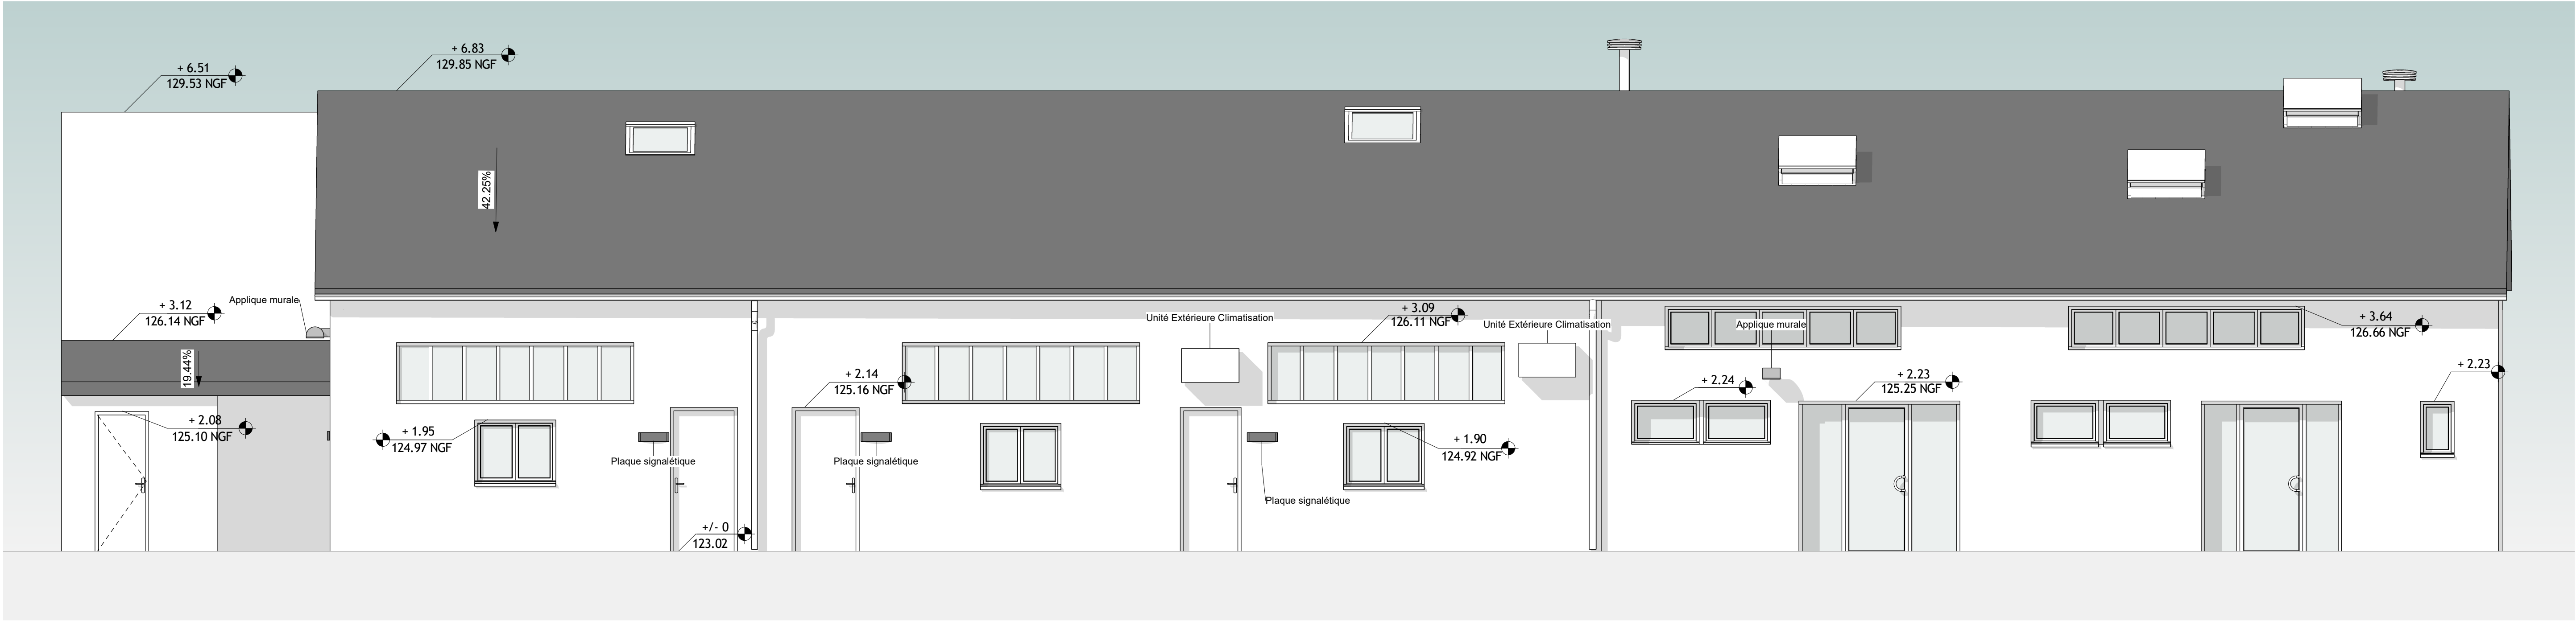 + 6.83
129.85 NGF
+ 6.51
129.53 NGF
42.25%
+ 3.12
126.14 NGF
Applique murale
19.44%
+ 2.08
125.10 NGF
+ 1.95
124.97 NGF
Plaque signalétique
+/- 0
123.02
+ 2.14
125.16 NGF
Plaque signalétique
Unité Extérieure Climatisation
+ 3.09
126.11 NGF
Unité Extérieure Climatisation
Plaque signalétique
+ 1.90
124.92 NGF
Applique murale
+ 2.24
+ 2.23
125.25 NGF
+ 3.64
126.66 NGF
+ 2.23